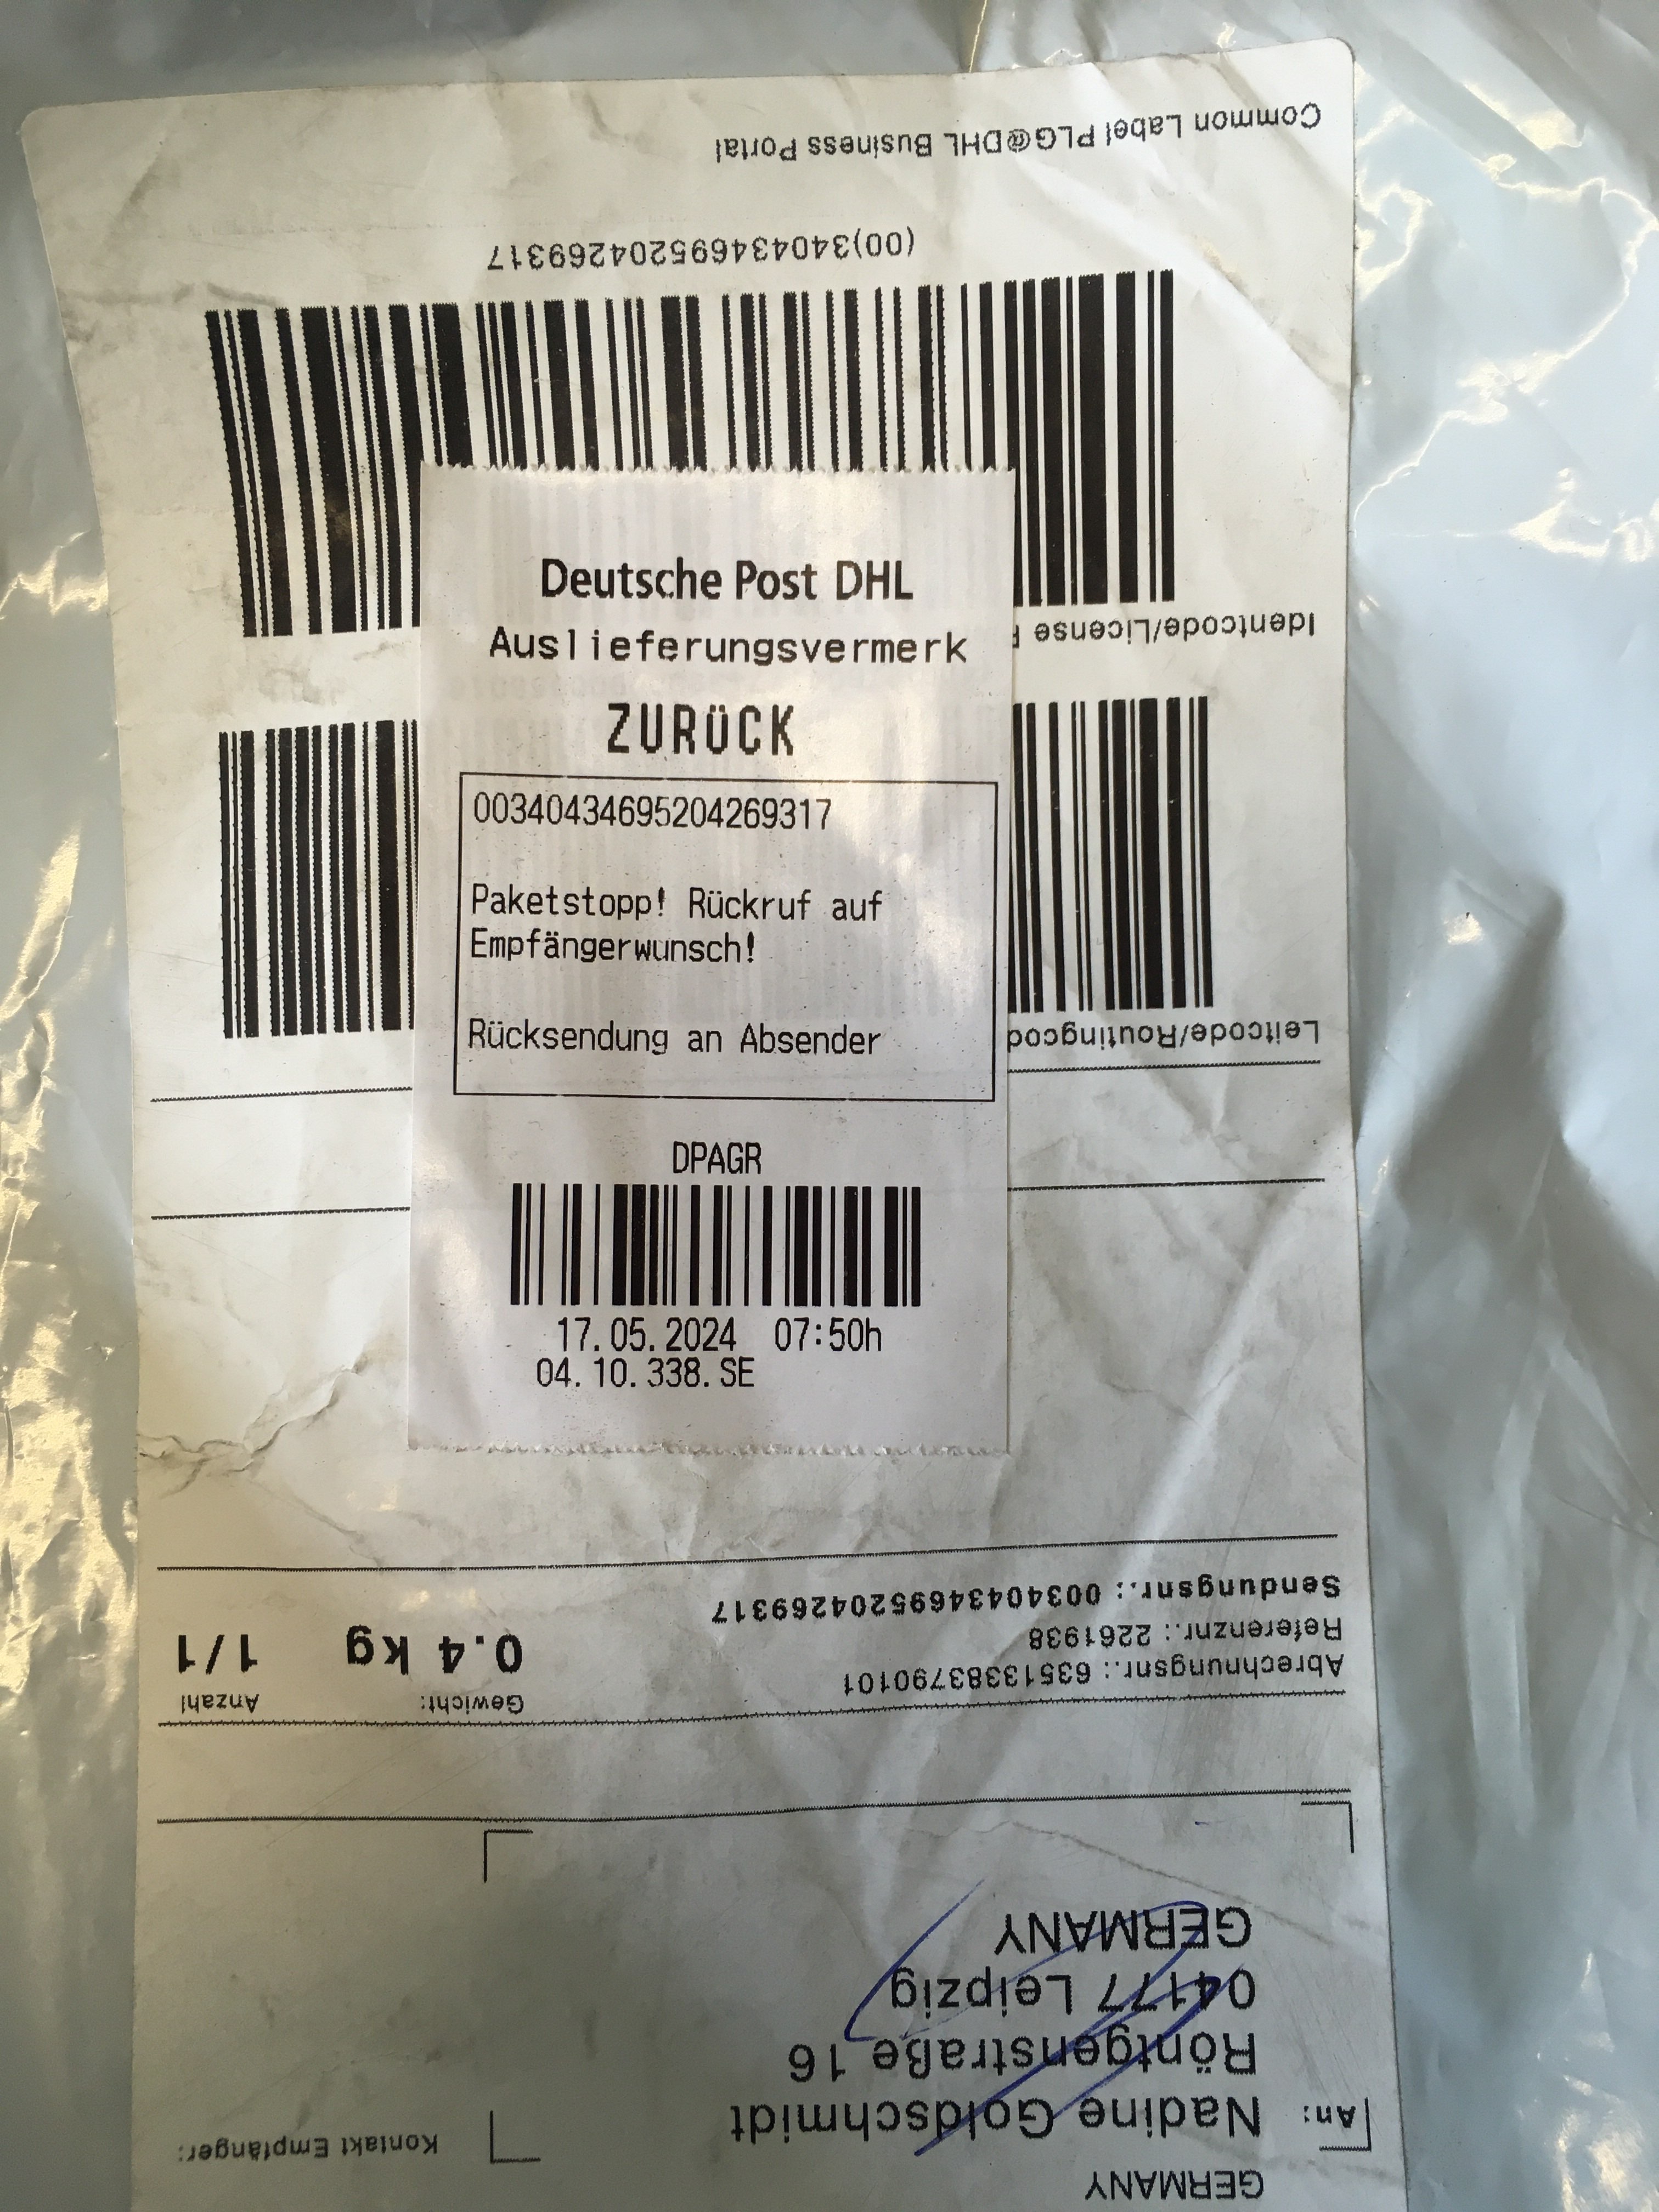 Deutsche Post DHL
Auslieferungsvermerk
ZURÜCK
00340434695204269317
Paketstopp! Rückruf auf
Empfängerwunsch!
Rücksendung an Absender
DPAGR
17.05.2024 07:50h
04.10.338.SE
GERMANY
An: Nadine Goldschmidt
Röntgenstraße 16
04177 Leipzig
GERMANY
Kontakt Empfänger:
Abrechnungsnr.: 63513383790101
Referenznr.: 2261938
Sendungsnr.: 00340434695204269317
Gewicht: Anzahl
0.4 kg 1/1
Leitcode/Routingcod
Identcode/License
(00)340434695204269317
Common Label PLG@DHL Business Portal